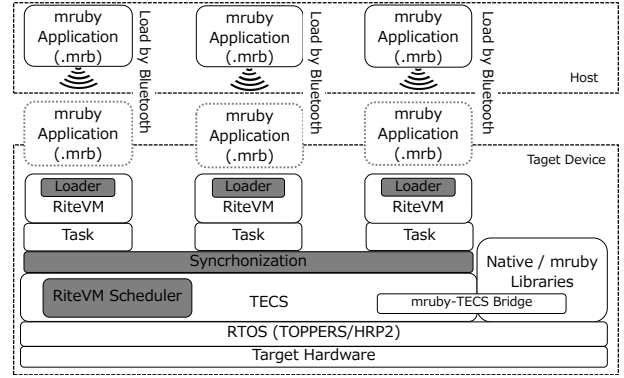 mruby
Application
(.mrb)
Load by Bluetooth
mruby
Application
(.mrb)
Load by Bluetooth
mruby
Application
(.mrb)
Load by Bluetooth
Host
mruby
Application
(.mrb)
mruby
Application
(.mrb)
mruby
Application
(.mrb)
Taget Device
Loader
RiteVM
Loader
RiteVM
Loader
RiteVM
Task
Task
Task
Syncrhonization
Native / mruby
Libraries
RiteVM Scheduler
TECS
mruby-TECS Bridge
RTOS (TOPPERS/HRP2)
Target Hardware